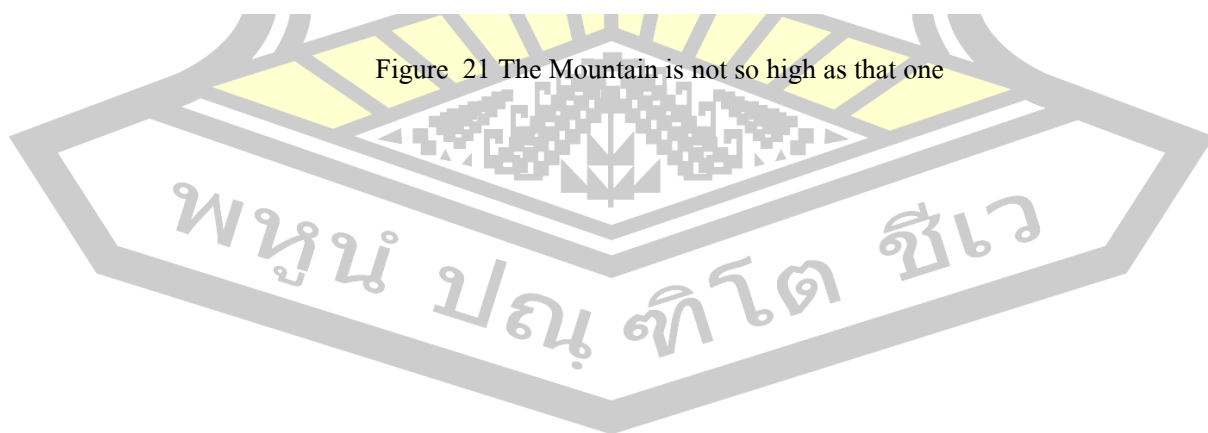 Figure 21 The Mountain is not so high as that one
พหูนํ ปณฺฑิโต ชีเว